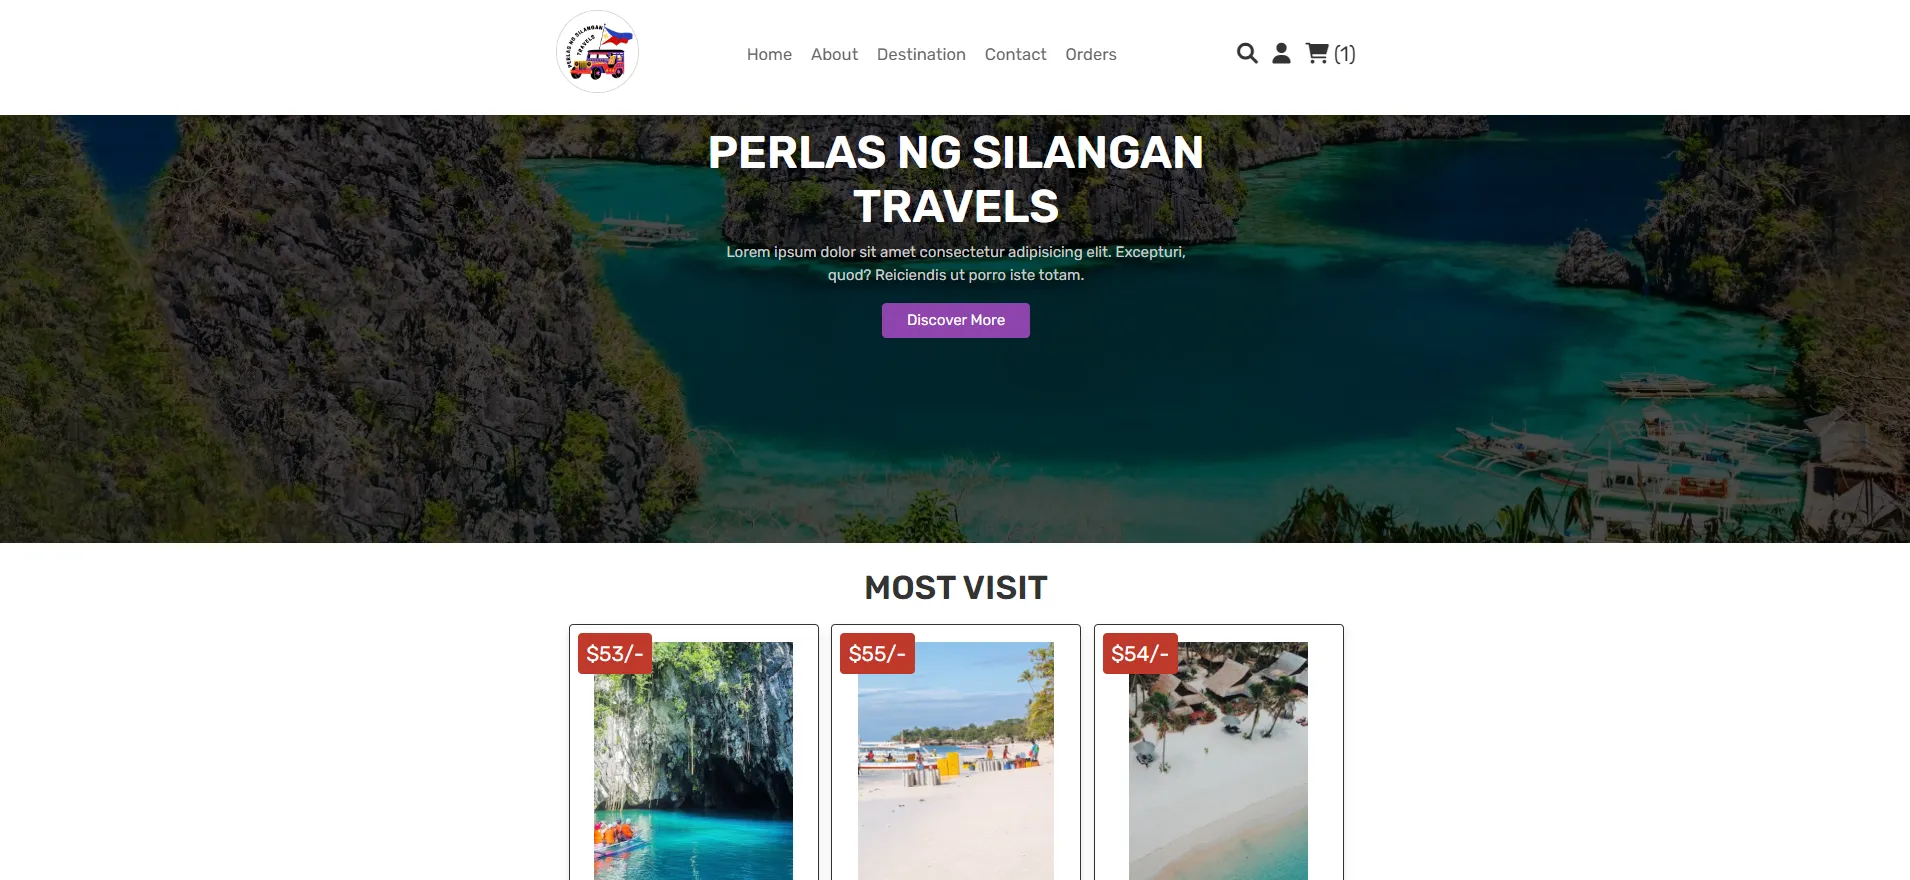 PERLAS NG SILANGAN
TRAVELS
Home About Destination Contact Orders
(1)
PERLAS NG SILANGAN
TRAVELS
Lorem ipsum dolor sit amet consectetur adipisicing elit. Excepturi,
quod? Reiciendis ut porro iste totam.
Discover More
MOST VISIT
$53/- $55/- $54/-